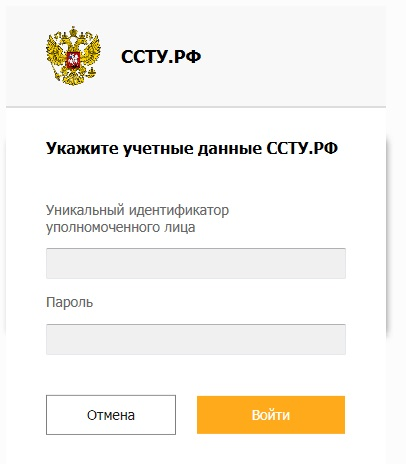 ССТУ.РФ
Укажите учетные данные ССТУ.РФ
Уникальный идентификатор
уполномоченного лица
Пароль
Отмена
Войти